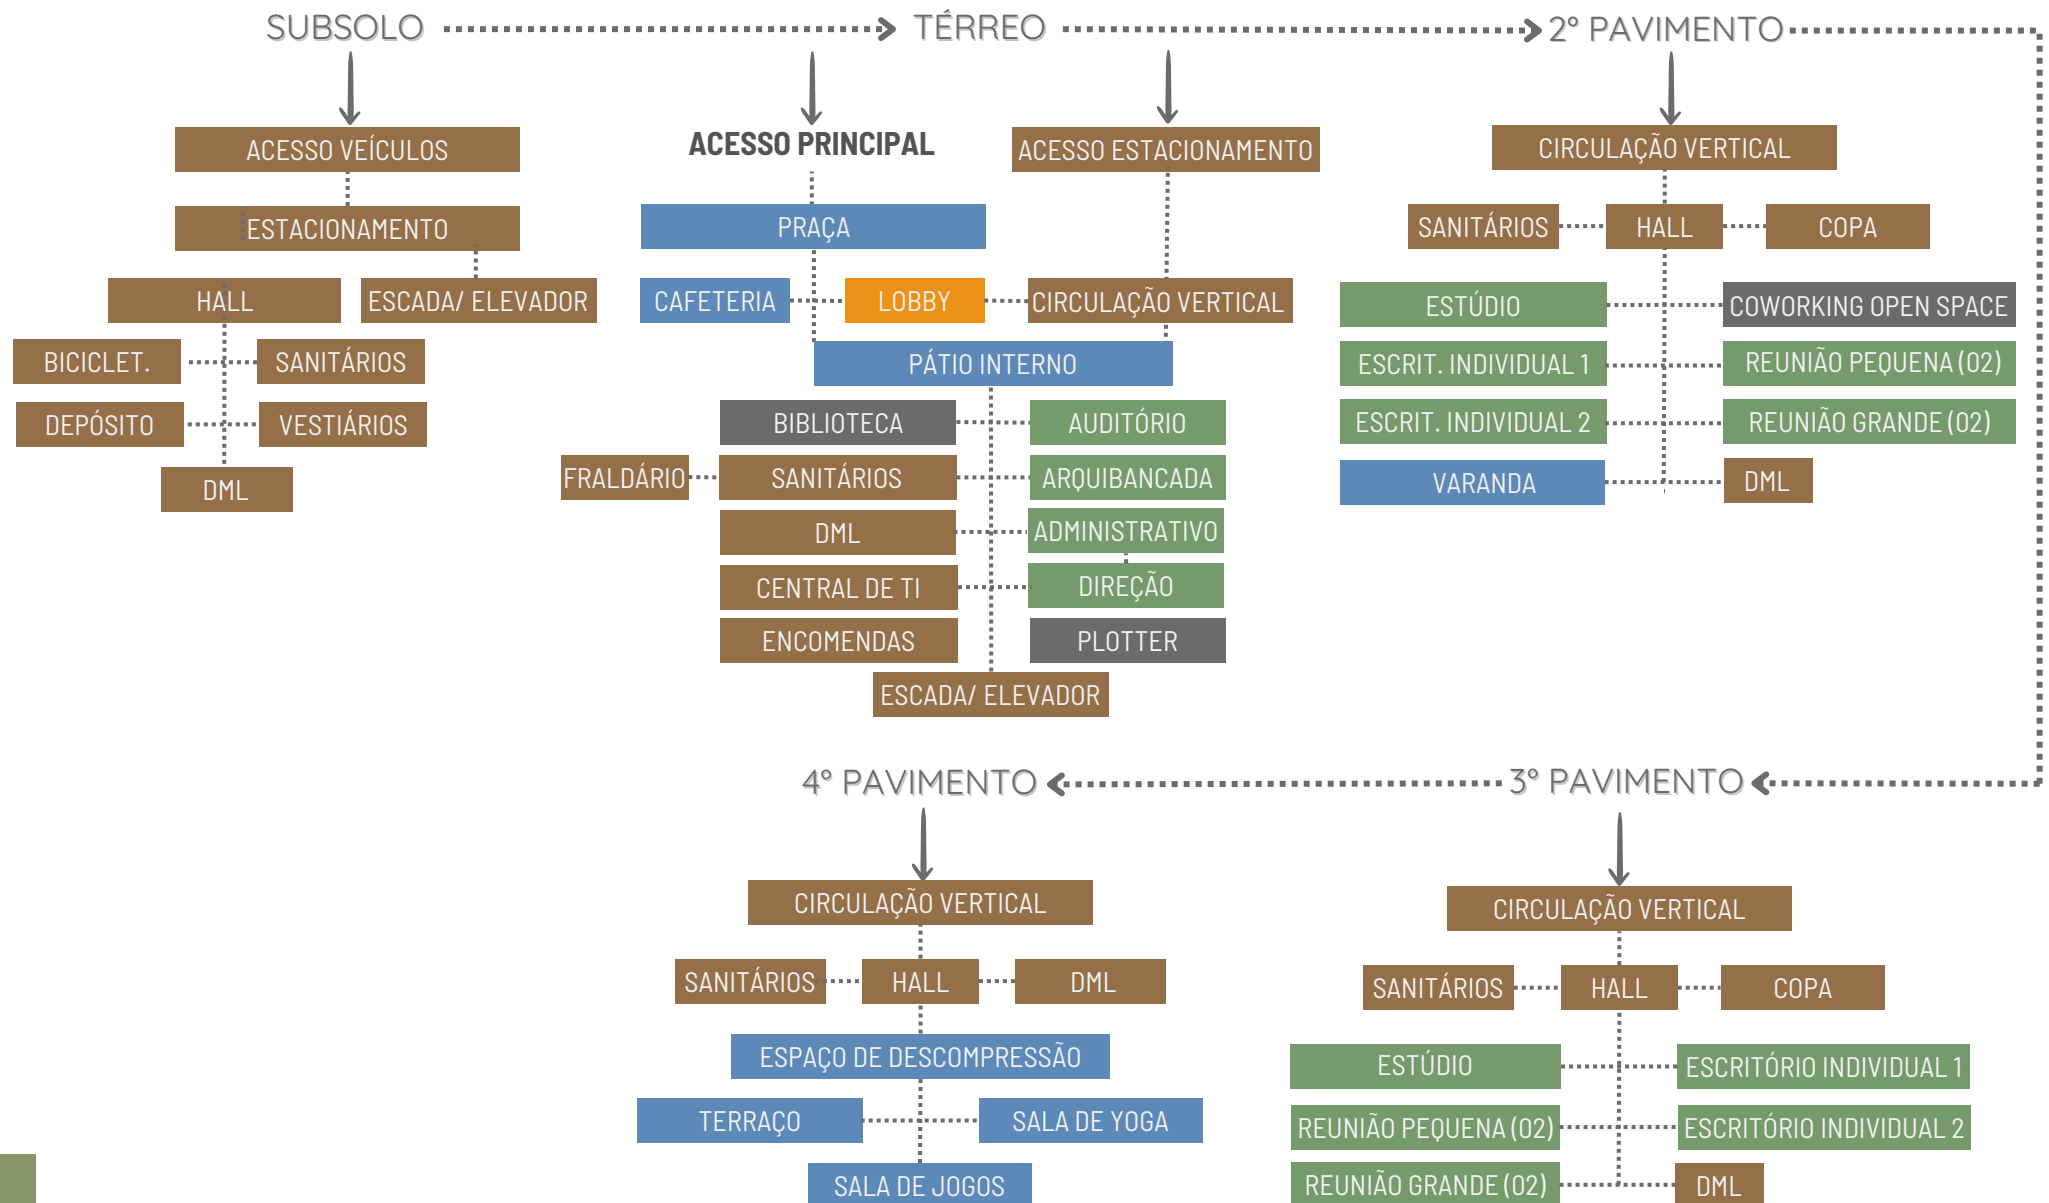 SUBSOLO
TÉRREO
2º PAVIMENTO
ACESSO VEÍCULOS
ESTACIONAMENTO
HALL
ESCADA/ ELEVADOR
BICICLET.
SANITÁRIOS
DEPÓSITO
VESTIÁRIOS
DML
ACESSO PRINCIPAL
ACESSO ESTACIONAMENTO
PRAÇA
CAFETERIA
LOBBY
CIRCULAÇÃO VERTICAL
PÁTIO INTERNO
BIBLIOTECA
AUDITÓRIO
FRALDÁRIO
SANITÁRIOS
ARQUIBANCADA
DML
ADMINISTRATIVO
CENTRAL DE TI
DIREÇÃO
ENCOMENDAS
PLOTTER
ESCADA/ ELEVADOR
CIRCULAÇÃO VERTICAL
SANITÁRIOS
HALL
COPA
ESTÚDIO
COWORKING OPEN SPACE
ESCRIT. INDIVIDUAL 1
REUNIÃO PEQUENA (02)
ESCRIT. INDIVIDUAL 2
REUNIÃO GRANDE (02)
VARANDA
DML
4º PAVIMENTO
3º PAVIMENTO
CIRCULAÇÃO VERTICAL
SANITÁRIOS
HALL
DML
ESPAÇO DE DESCOMPRESSÃO
TERRAÇO
SALA DE YOGA
SALA DE JOGOS
CIRCULAÇÃO VERTICAL
SANITÁRIOS
HALL
COPA
ESTÚDIO
ESCRITÓRIO INDIVIDUAL 1
REUNIÃO PEQUENA (02)
ESCRITÓRIO INDIVIDUAL 2
REUNIÃO GRANDE (02)
DML